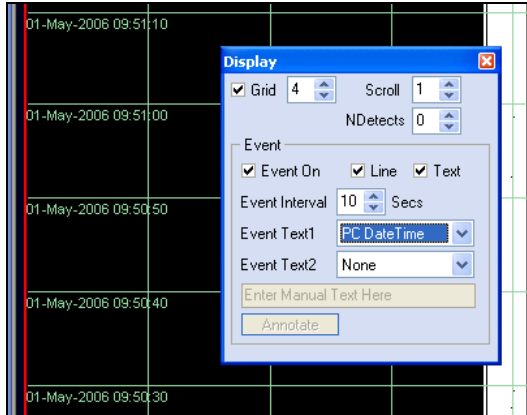 01-May-2006 09:51:10
Display
Grid 4 Scroll 1
01-May-2006 09:51:00
NDetects 0
Event
Event On Line Text
Event Interval 10 Secs
01-May-2006 09:50:50
Event Text1 PC DateTime
Event Text2 None
Enter Manual Text Here
01-May-2006 09:50:40
Annotate
01-May-2006 09:50:30